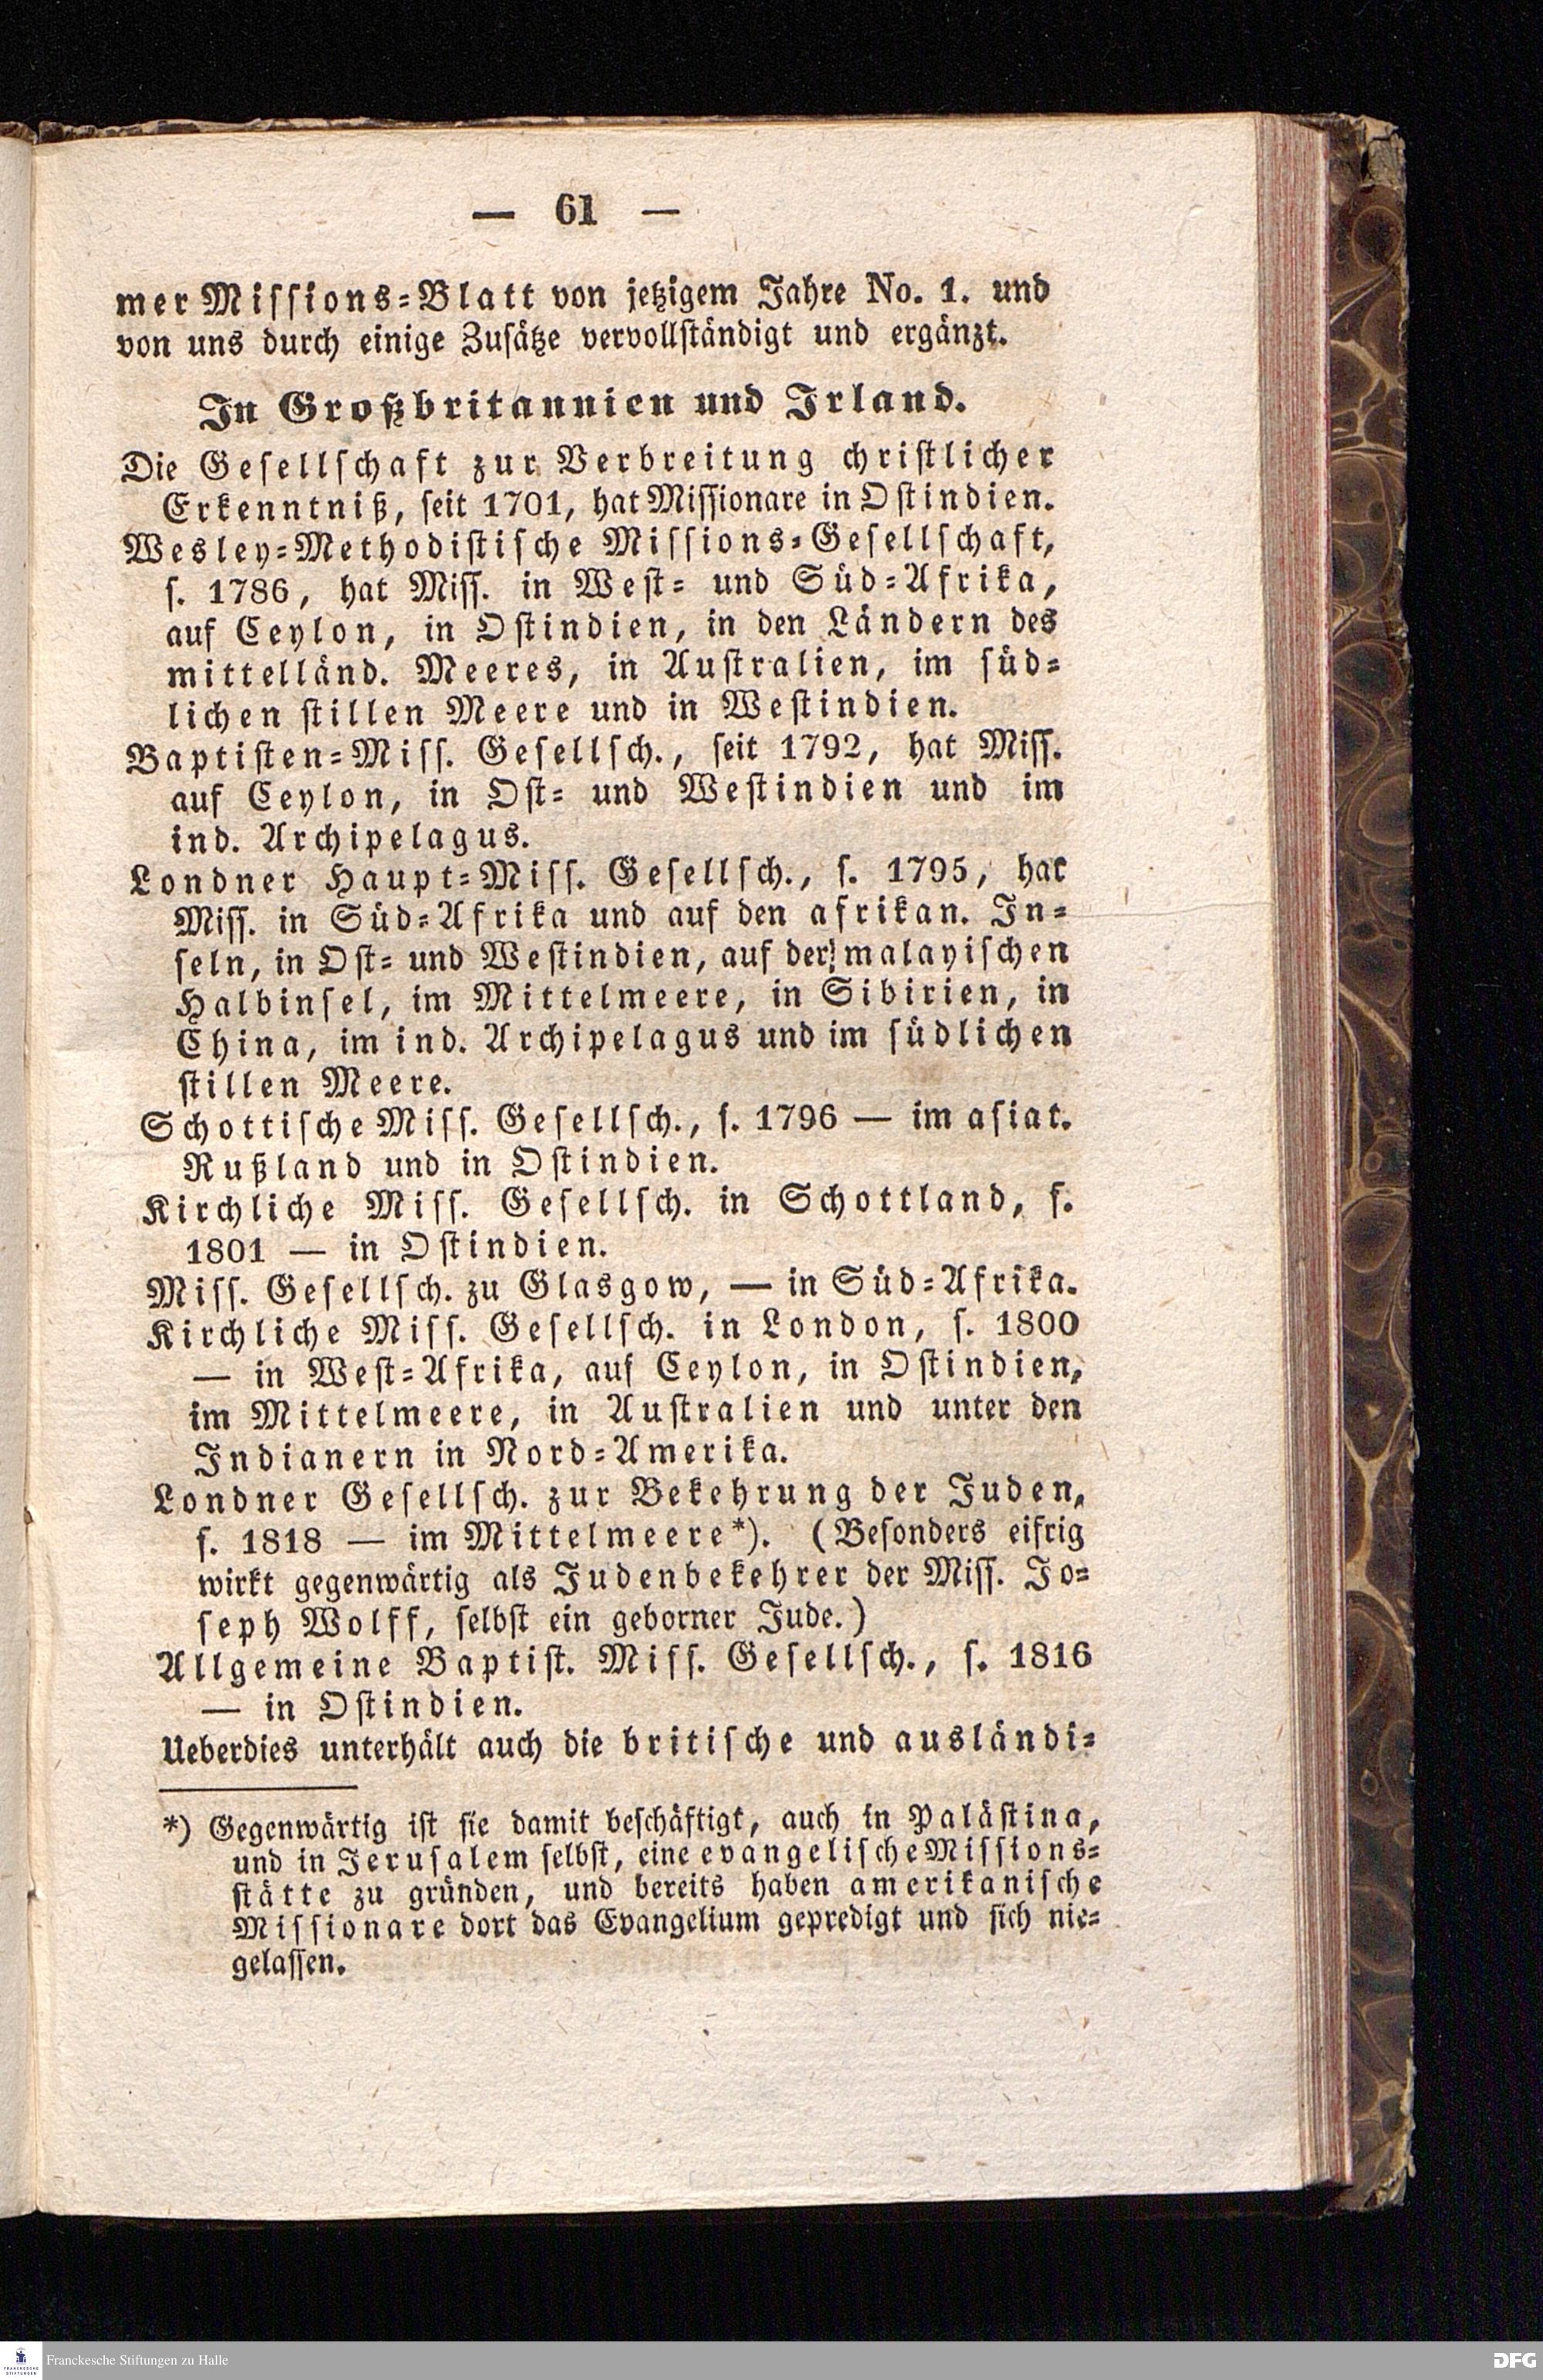 — 61 —
mer Missions-Blatt von jetzigem Jahre No. 1. und
von uns durch einige Zusätze vervollständigt und ergänzt.
In Großbritannien und Irland.
Die Gesellschaft zur Verbreitung christlicher
Erkenntniß, seit 1701, hat Missionare in Ostindien.
Wesley-Methodistische Missions-Gesellschaft,
s. 1786, hat Miss. in West- und Süd-Afrika,
auf Ceylon, in Ostindien, in den Ländern des
mittelländ. Meeres, in Australien, im süd-
lichen stillen Meere und in Westindien.
Baptisten-Miss. Gesellsch., seit 1792, hat Miss.
auf Ceylon, in Ost- und Westindien und im
ind. Archipelagus.
Londner Haupt-Miss. Gesellsch., s. 1795, hat
Miss. in Süd-Afrika und auf den afrikan. In-
seln, in Ost- und Westindien, auf der malayischen
Halbinsel, im Mittelmeere, in Sibirien, in
China, im ind. Archipelagus und im südlichen
stillen Meere.
Schottische Miss. Gesellsch., s. 1796 — im asiat.
Rußland und in Ostindien.
Kirchliche Miss. Gesellsch. in Schottland, s.
1801 — in Ostindien.
Miss. Gesellsch. zu Glasgow, — in Süd-Afrika.
Kirchliche Miss. Gesellsch. in London, s. 1800
— in West-Afrika, auf Ceylon, in Ostindien,
im Mittelmeere, in Australien und unter den
Indianern in Nord-Amerika.
Londner Gesellsch. zur Bekehrung der Juden,
s. 1818 — im Mittelmeere*). (Besonders eifrig
wirkt gegenwärtig als Judenbekehrer der Miss. Jo-
seph Wolff, selbst ein geborner Jude.)
Allgemeine Baptist. Miss. Gesellsch., s. 1816
— in Ostindien.
Ueberdies unterhält auch die britische und ausländi-
*) Gegenwärtig ist sie damit beschäftigt, auch in Palästina,
und in Jerusalem selbst, eine evangelische Missions-
stätte zu gründen, und bereits haben amerikanische
Missionare dort das Evangelium gepredigt und sich nie-
gelassen.
FRANCKESCHE STIFTUNGEN
Franckesche Stiftungen zu Halle
DFG